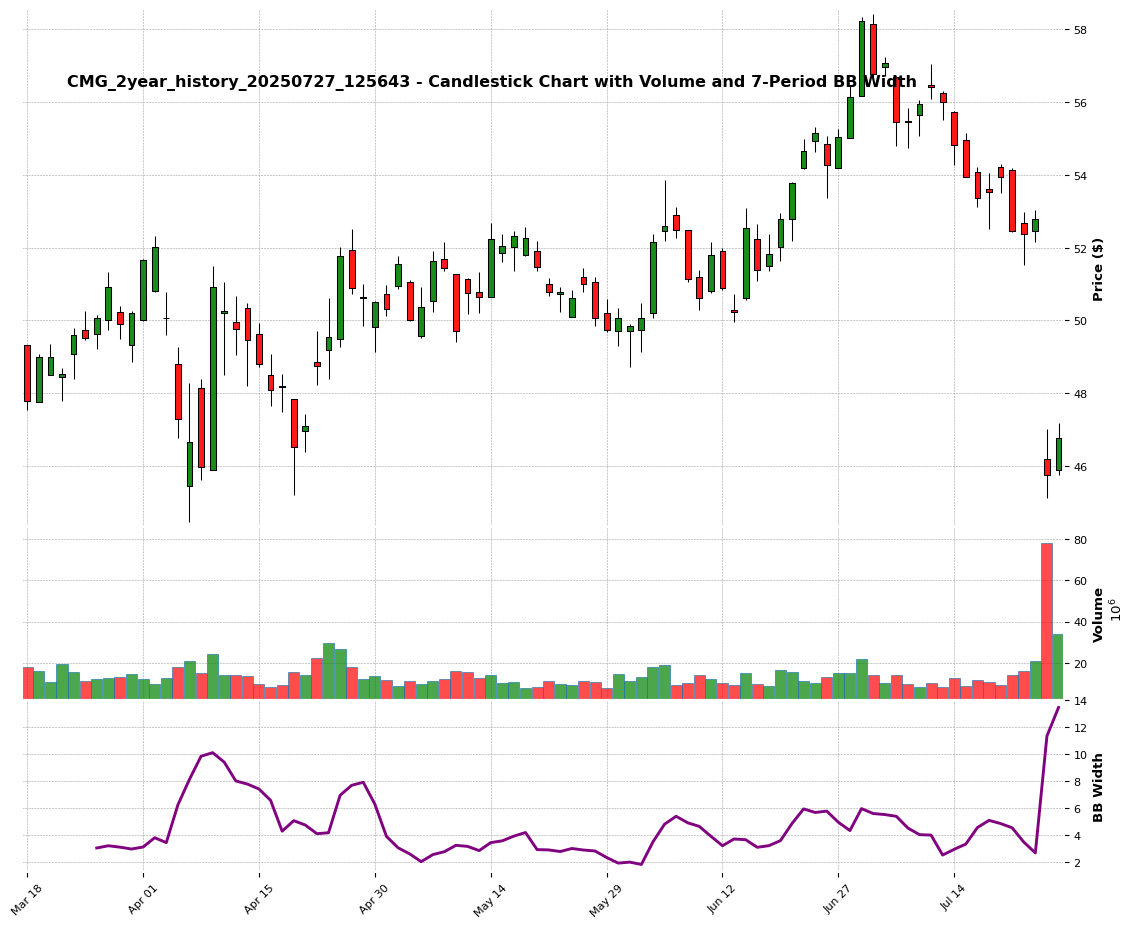 CMG_2year_history_20250727_125643 - Candlestick Chart with Volume and 7-Period BB Width
58
56
54
52
50
48
46
Price ($)
80
60
40
20
Volume
10^6
14
12
10
8
6
4
2
BB Width
Mar 18
Apr 01
Apr 15
Apr 30
May 14
May 29
Jun 12
Jun 27
Jul 14